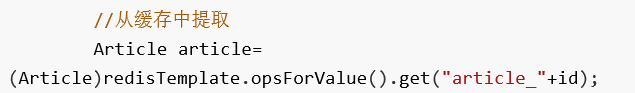 //从缓存中提取
Article article=
(Article)redisTemplate.opsForValue().get("article_"+id);